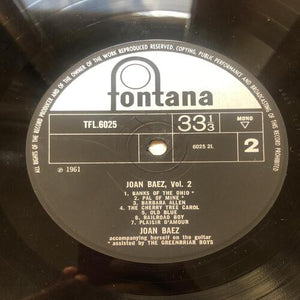 ALL RIGHTS OF THE RECORD PRODUCER AND OF THE OWNER OF THE WORK REPRODUCED RESERVED. COPYING, PUBLIC PERFORMANCE AND BROADCASTING OF THIS RECORD PROHIBITED
fontana
TFL.6025
33 1/3
MONO
6025 2L
2
℗ 1961
JOAN BAEZ, Vol. 2
1. BANKS OF THE OHIO *
2. PAL OF MINE *
3. BARBARA ALLEN
4. THE CHERRY TREE CAROL
5. OLD BLUE
6. RAILROAD BOY
7. PLAISIR D'AMOUR
JOAN BAEZ
accompanying herself on the guitar
* assisted by THE GREENBRIAR BOYS